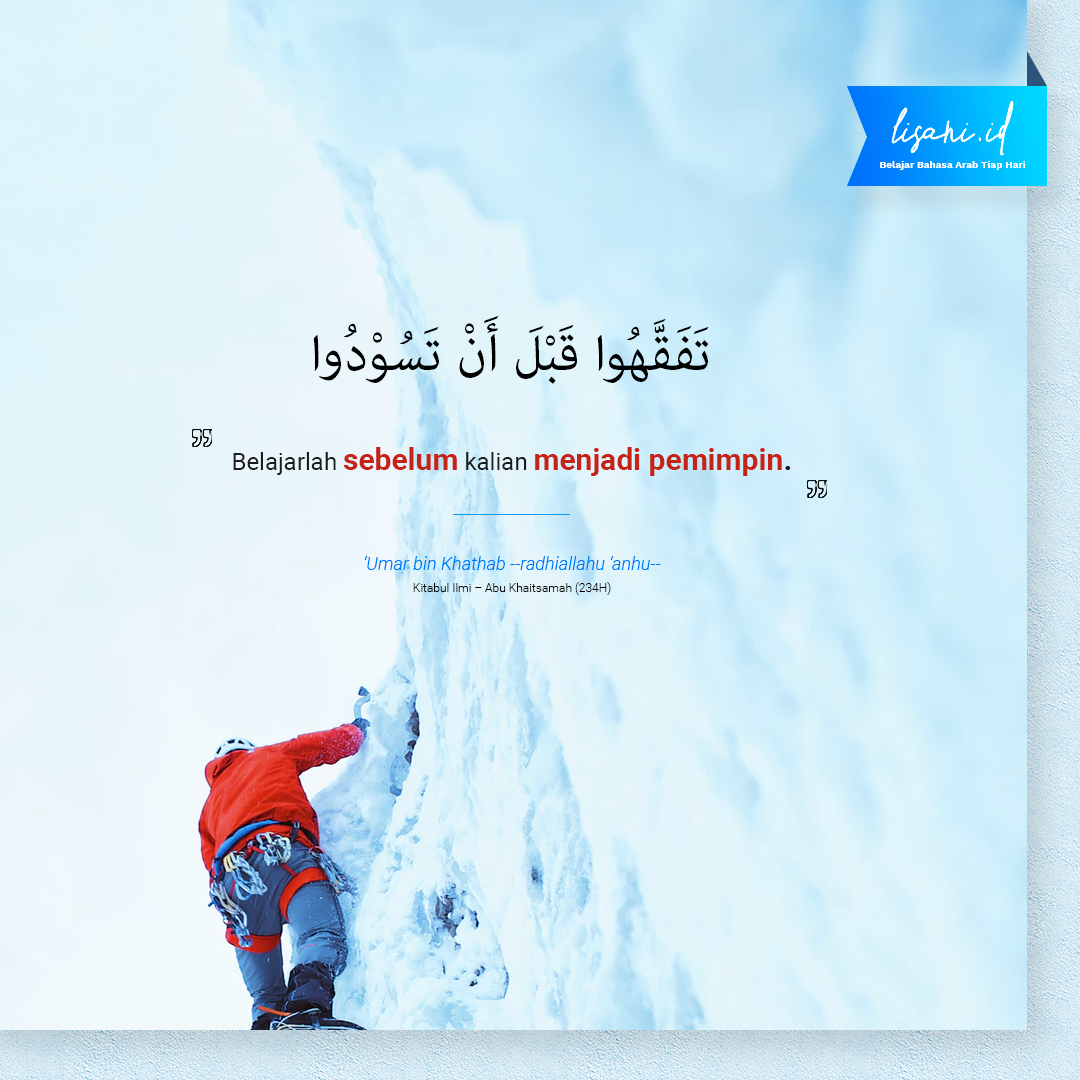 lisani.id
Belajar Bahasa Arab Tiap Hari
تَفَقَّهُوا قَبْلَ أَنْ تَسُوْدُوا
” Belajarlah sebelum kalian menjadi pemimpin. ”
‘Umar bin Khathab --radhiallahu ‘anhu--
Kitabul Ilmi – Abu Khaitsamah (234H)